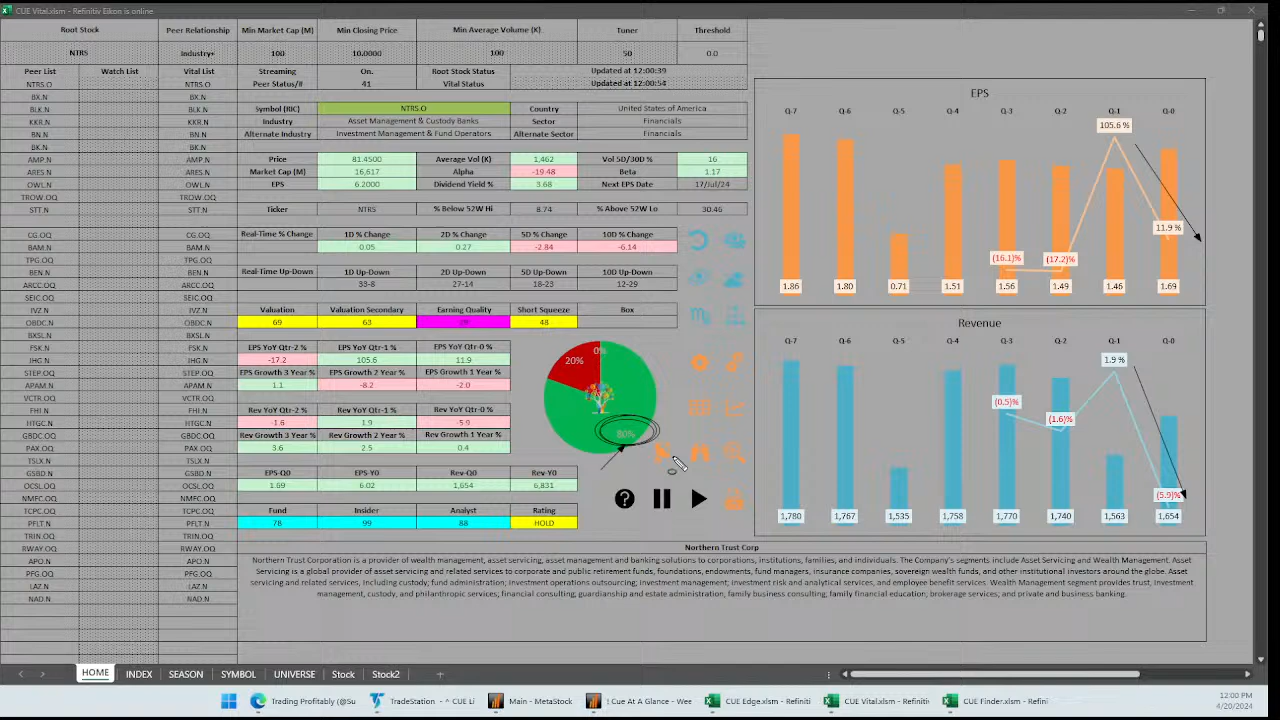 CUE Vital.xlsm - Refinitiv Eikon is online
Root Stock Peer Relationship Min Market Cap (M) Min Closing Price Min Average Volume (K) Tuner Threshold
NTRS Industry+ 100 10.0000 100 50 0.0
Peer List Watch List Vital List Streaming On. Root Stock Status Updated at 12:00:39
NTRS.O NTRS.O Peer Status/# 41 Vital Status Updated at 12:00:54
BX.N BX.N
BLK.N BLK.N Symbol (RIC) NTRS.O Country United States of America
KKR.N KKR.N Industry Asset Management & Custody Banks Sector Financials
BN.N BN.N Alternate Industry Investment Management & Fund Operators Alternate Sector Financials
BK.N BK.N
AMP.N AMP.N Price 81.4500 Average Vol (K) 1,462 Vol 5D/30D % 16
ARES.N ARES.N Market Cap (M) 16,617 Alpha -19.48 Beta 1.17
OWL.N OWL.N EPS 6.2000 Dividend Yield % 3.68 Next EPS Date 17/Jul/24
TROW.OQ TROW.OQ
STT.N STT.N Ticker NTRS % Below 52W Hi 8.74 % Above 52W Lo 30.46
CG.OQ CG.OQ Real-Time % Change 1D % Change 2D % Change 5D % Change 10D % Change
BAM.N BAM.N 0.05 0.27 -2.84 -6.14
TPG.OQ TPG.OQ
BEN.N BEN.N Real-Time Up-Down 1D Up-Down 2D Up-Down 5D Up-Down 10D Up-Down
ARCC.OQ ARCC.OQ 33-8 27-14 18-23 12-29
SEIC.OQ SEIC.OQ
IVZ.N IVZ.N Valuation Valuation Secondary Earning Quality Short Squeeze Box
OBDC.N OBDC.N 69 63 48
BXSL.N BXSL.N
FSK.N FSK.N EPS YoY Qtr-2 % EPS YoY Qtr-1 % EPS YoY Qtr-0 %
IHG.N IHG.N -17.2 105.6 11.9
STEP.OQ STEP.OQ EPS Growth 3 Year % EPS Growth 2 Year % EPS Growth 1 Year %
APAM.N APAM.N 1.1 -8.2 -2.0
VCTR.OQ VCTR.OQ
FHI.N FHI.N Rev YoY Qtr-2 % Rev YoY Qtr-1 % Rev YoY Qtr-0 %
HTGC.N HTGC.N -1.6 1.9 -5.9
GBDC.OQ GBDC.OQ Rev Growth 3 Year % Rev Growth 2 Year % Rev Growth 1 Year %
PAX.OQ PAX.OQ 3.6 2.5 0.4
TSLX.N TSLX.N
GSBD.N GSBD.N EPS-Q0 EPS-Y0 Rev-Q0 Rev-Y0
OCSL.OQ OCSL.OQ 1.69 6.02 1,654 6,831
NMFC.OQ NMFC.OQ
TCPC.OQ TCPC.OQ Fund Insider Analyst Rating
PFLT.N PFLT.N 78 99 88 HOLD
TRIN.OQ TRIN.OQ
RWAY.OQ RWAY.OQ
APO.N APO.N
PFG.OQ PFG.OQ
LAZ.N LAZ.N
NAD.N NAD.N
0%
20%
80%
EPS
Q-7 Q-6 Q-5 Q-4 Q-3 Q-2 Q-1 Q-0
105.6 %
11.9 %
(16.1)% (17.2)%
1.86 1.80 0.71 1.51 1.56 1.49 1.46 1.69
Revenue
Q-7 Q-6 Q-5 Q-4 Q-3 Q-2 Q-1 Q-0
1.9 %
(0.5)%
(1.6)%
(5.9)%
1,780 1,767 1,535 1,758 1,770 1,740 1,563 1,654
Northern Trust Corp
Northern Trust Corporation is a provider of wealth management, asset servicing, asset management and banking solutions to corporations, institutions, families, and individuals. The Company's segments include Asset Servicing and Wealth Management. Asset
Servicing is a global provider of asset servicing and related services to corporate and public retirement funds, foundations, endowments, fund managers, insurance companies, sovereign wealth funds, and other institutional investors around the globe. Asset
servicing and related services, including custody; fund administration; investment operations outsourcing; investment management; investment risk and analytical services, and employee benefit services. Wealth Management segment provides trust, investment
management, custody, and philanthropic services; financial consulting; guardianship and estate administration, family business consulting; family financial education; brokerage services; and private and business banking.
HOME INDEX SEASON SYMBOL UNIVERSE Stock Stock2
Trading Profitably (@Su TradeStation - ^ CUE Li Main - MetaStock ! Cue At A Glance - We CUE Edge.xlsm - Refiniti CUE Vital.xlsm - Refiniti CUE Finder.xlsm - Refini
12:00 PM
4/20/2024